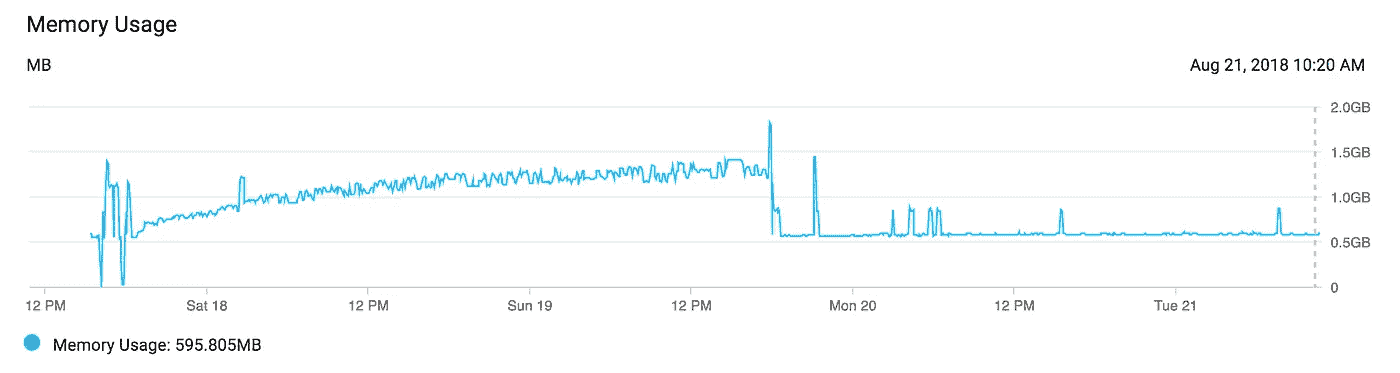 Memory Usage
MB
Aug 21, 2018 10:20 AM
2.0GB
1.5GB
1.0GB
0.5GB
0
12 PM Sat 18 12 PM Sun 19 12 PM Mon 20 12 PM Tue 21
Memory Usage: 595.805MB